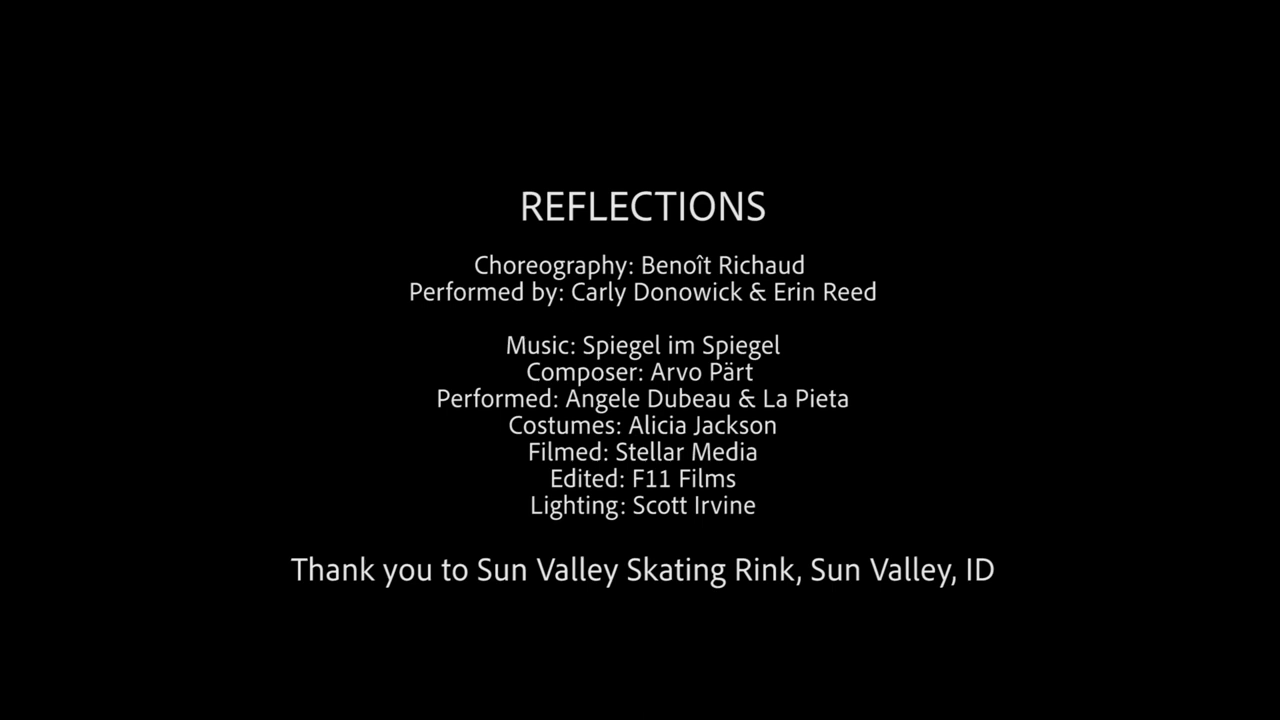 REFLECTIONS
Choreography: Benoît Richaud
Performed by: Carly Donowick & Erin Reed
Music: Spiegel im Spiegel
Composer: Arvo Pärt
Performed: Angele Dubeau & La Pieta
Costumes: Alicia Jackson
Filmed: Stellar Media
Edited: F11 Films
Lighting: Scott Irvine
Thank you to Sun Valley Skating Rink, Sun Valley, ID